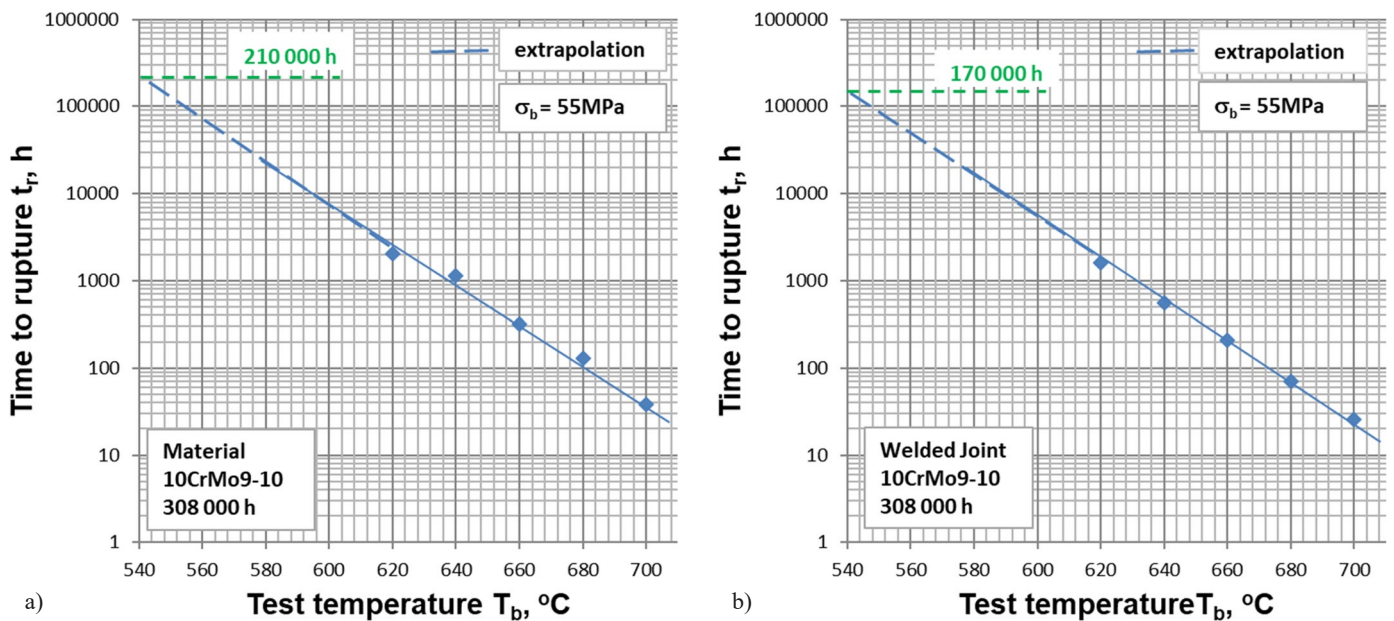 1000000
100000
10000
1000
100
10
1
Time to rupture tr, h
210 000 h
extrapolation
σb = 55MPa
Material
10CrMo9-10
308 000 h
540 560 580 600 620 640 660 680 700
a)
Test temperature Tb, oC
1000000
100000
10000
1000
100
10
1
Time to rupture tr, h
170 000 h
extrapolation
σb = 55MPa
Welded Joint
10CrMo9-10
308 000 h
540 560 580 600 620 640 660 680 700
b)
Test temperatureTb, oC